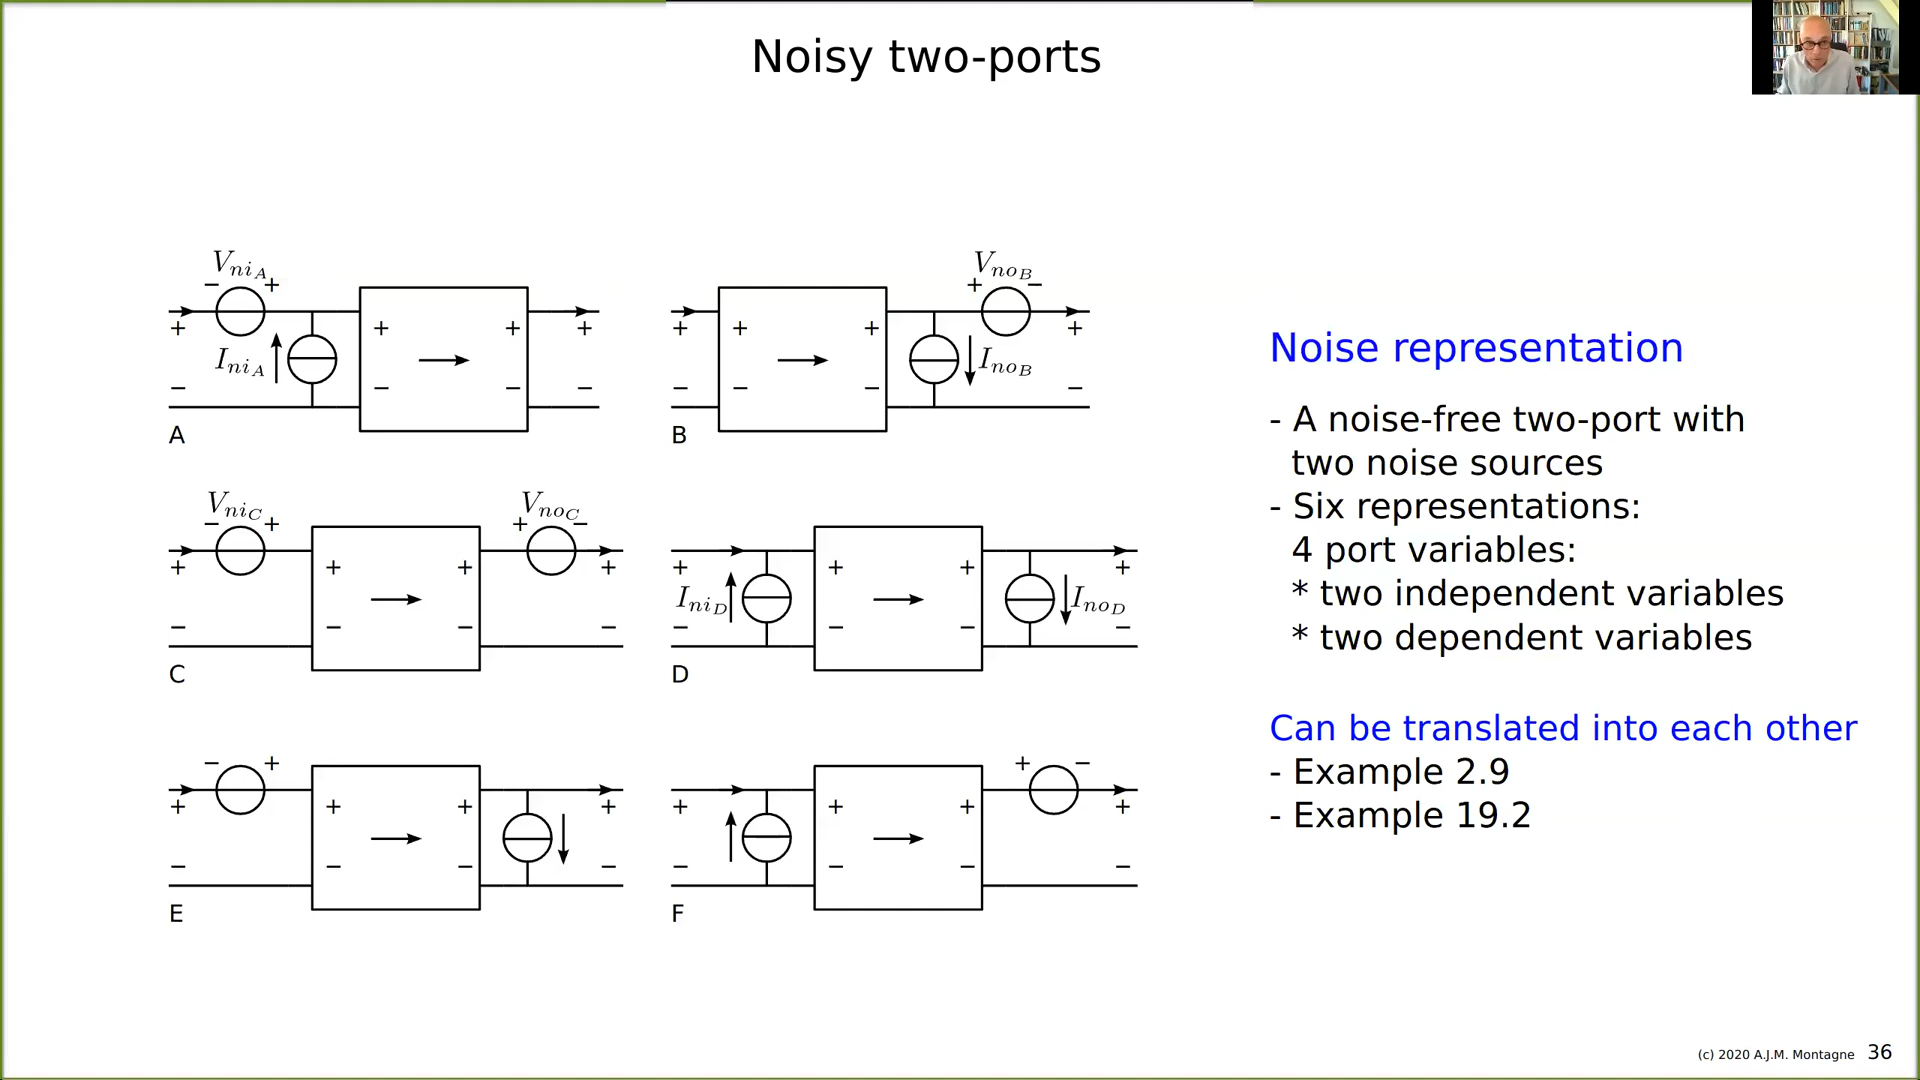 Noisy two-ports
V_{ni_A}
− +
+ + + +
I_{ni_A}
− − − −
A
V_{no_B}
+ −
+ + + +
I_{no_B}
− − − −
B
V_{ni_C} V_{no_C}
− + + −
+ + + +
− − − −
C
+ + + +
I_{ni_D} I_{no_D}
− − − −
D
− +
+ + + +
− − − −
E
+ −
+ + + +
− − − −
F
Noise representation
- A noise-free two-port with
two noise sources
- Six representations:
4 port variables:
* two independent variables
* two dependent variables
Can be translated into each other
- Example 2.9
- Example 19.2
(c) 2020 A.J.M. Montagne 36